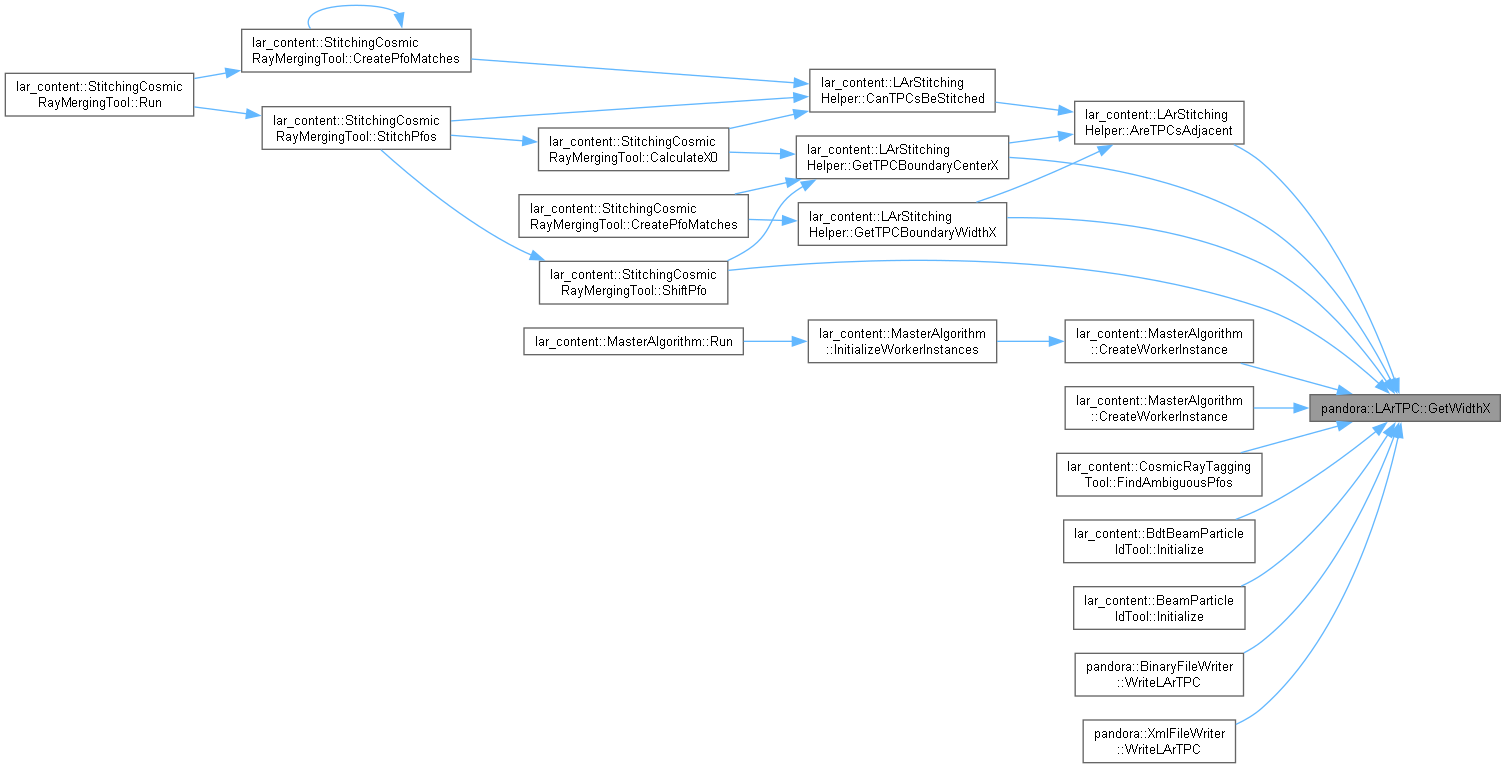 lar_content::StitchingCosmic
RayMergingTool::Run
lar_content::StitchingCosmic
RayMergingTool::CreatePfoMatches
lar_content::StitchingCosmic
RayMergingTool::StitchPfos
lar_content::StitchingCosmic
RayMergingTool::CalculateX0
lar_content::StitchingCosmic
RayMergingTool::CreatePfoMatches
lar_content::StitchingCosmic
RayMergingTool::ShiftPfo
lar_content::MasterAlgorithm::Run
lar_content::LArStitching
Helper::CanTPCsBeStitched
lar_content::LArStitching
Helper::GetTPCBoundaryCenterX
lar_content::LArStitching
Helper::GetTPCBoundaryWidthX
lar_content::MasterAlgorithm
::InitializeWorkerInstances
lar_content::LArStitching
Helper::AreTPCsAdjacent
lar_content::MasterAlgorithm
::CreateWorkerInstance
lar_content::MasterAlgorithm
::CreateWorkerInstance
lar_content::CosmicRayTagging
Tool::FindAmbiguousPfos
lar_content::BdtBeamParticle
IdTool::Initialize
lar_content::BeamParticle
IdTool::Initialize
pandora::BinaryFileWriter
::WriteLArTPC
pandora::XmlFileWriter
::WriteLArTPC
pandora::LArTPC::GetWidthX